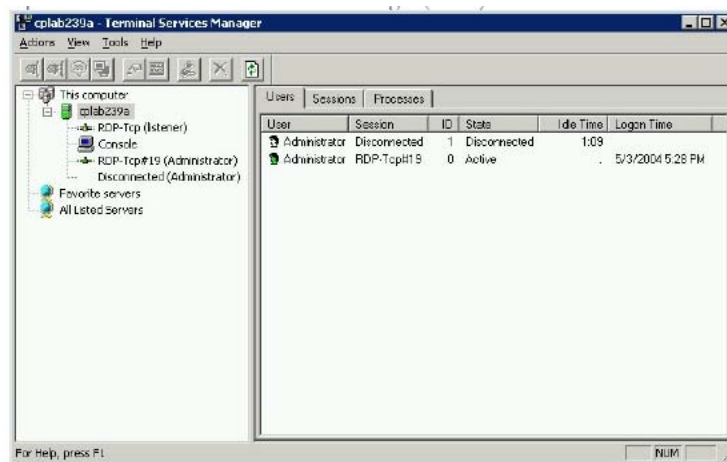 cplab239a - Terminal Services Manager
Actions View Tools Help
This computer
cplab239a
RDP-Tcp (listener)
Console
RDP-Tcp#19 (Administrator)
Disconnected (Administrator)
Favorite servers
All Listed Servers
Users Sessions Processes
User Session ID State Idle Time Logon Time
Administrator Disconnected 1 Disconnected 1:09
Administrator RDP-Tcp#19 0 Active . 5/3/2004 5:28 PM
For Help, press F1
NUM